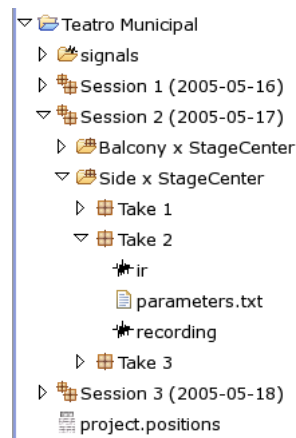 Teatro Municipal
signals
Session 1 (2005-05-16)
Session 2 (2005-05-17)
Balcony x StageCenter
Side x StageCenter
Take 1
Take 2
ir
parameters.txt
recording
Take 3
Session 3 (2005-05-18)
project.positions